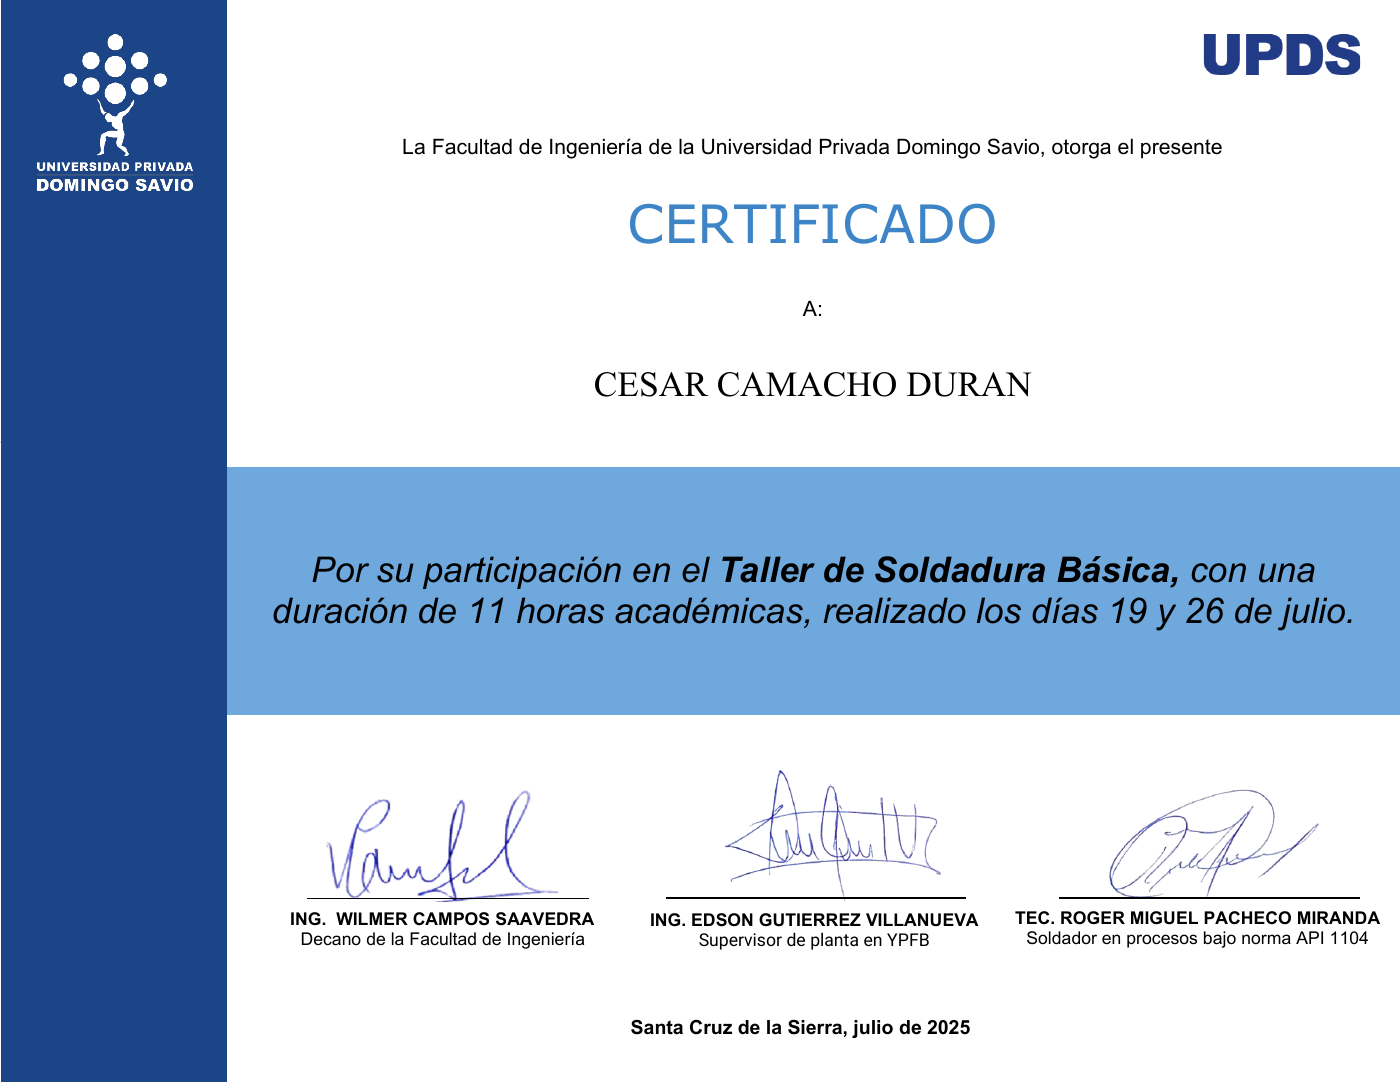 UNIVERSIDAD PRIVADA
DOMINGO SAVIO
UPDS
La Facultad de Ingeniería de la Universidad Privada Domingo Savio, otorga el presente
CERTIFICADO
A:
CESAR CAMACHO DURAN
Por su participación en el Taller de Soldadura Básica, con una
duración de 11 horas académicas, realizado los días 19 y 26 de julio.
ING. WILMER CAMPOS SAAVEDRA
Decano de la Facultad de Ingeniería
ING. EDSON GUTIERREZ VILLANUEVA
Supervisor de planta en YPFB
TEC. ROGER MIGUEL PACHECO MIRANDA
Soldador en procesos bajo norma API 1104
Santa Cruz de la Sierra, julio de 2025